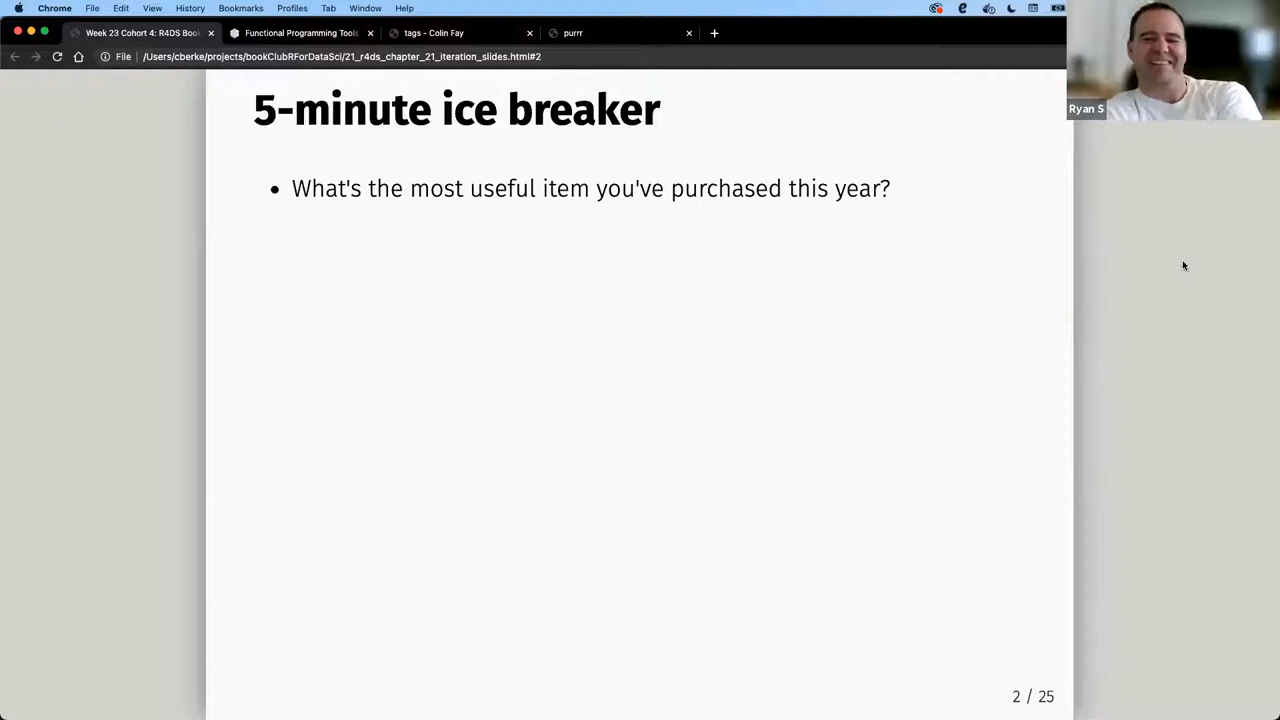 Chrome File Edit View History Bookmarks Profiles Tab Window Help
Week 23 Cohort 4: R4DS Book
Functional Programming Tools
tags - Colin Fay
purrr
File /Users/cberke/projects/bookClubRForDataSci/21_r4ds_chapter_21_iteration_slides.html#2
Ryan S
5-minute ice breaker
What's the most useful item you've purchased this year?
2 / 25